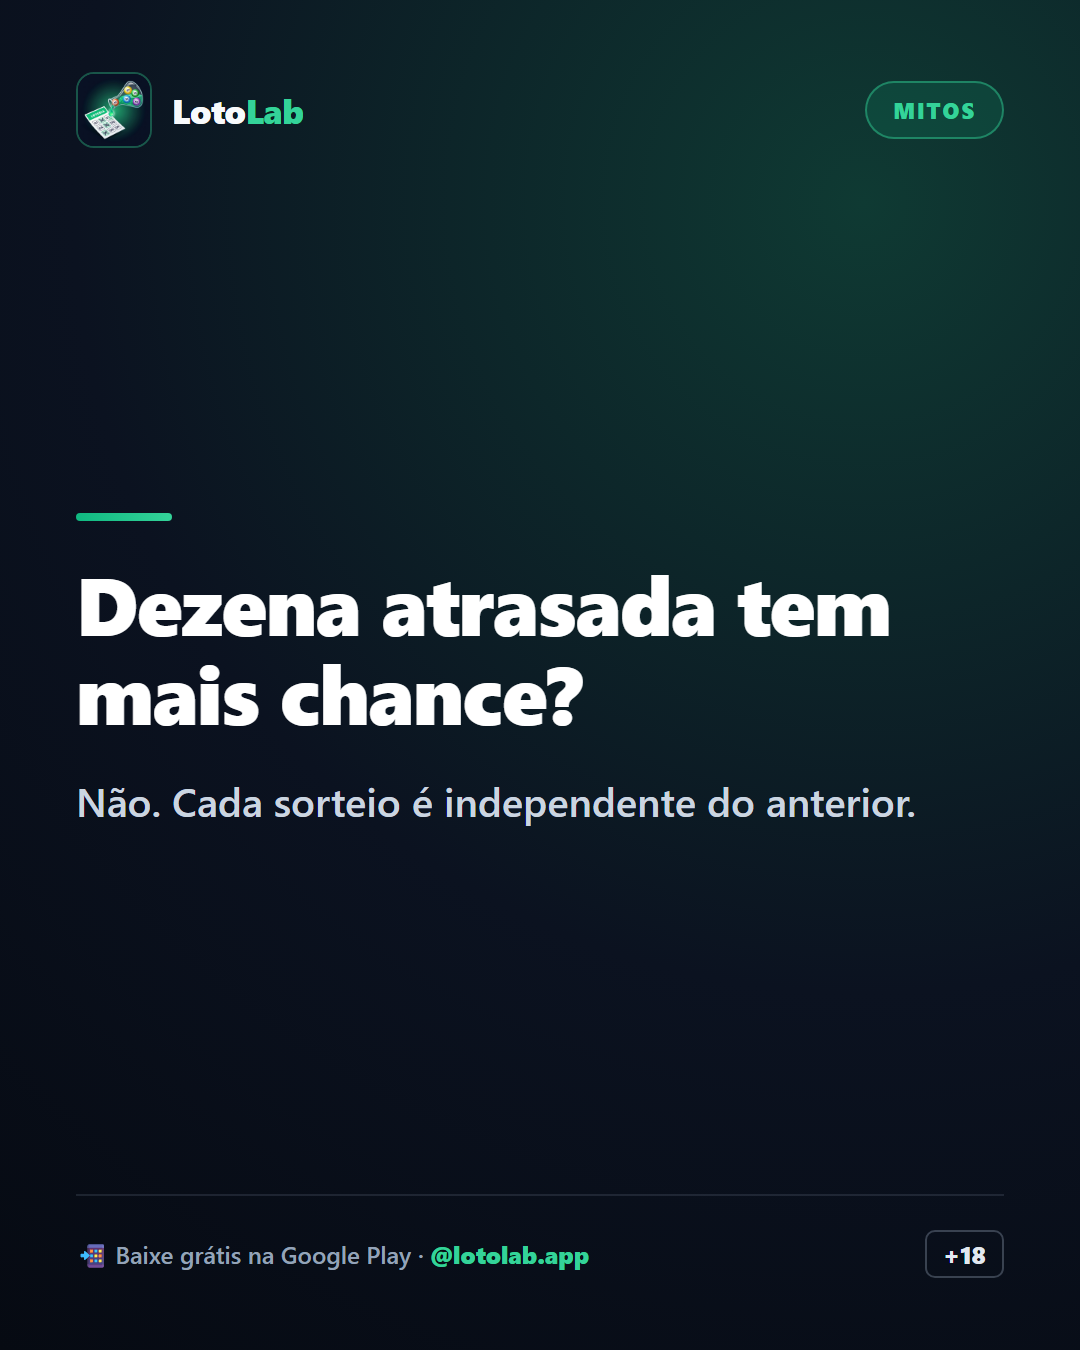 LotoLab
MITOS
Dezena atrasada tem
mais chance?
Não. Cada sorteio é independente do anterior.
📲 Baixe grátis na Google Play · @lotolab.app
+18